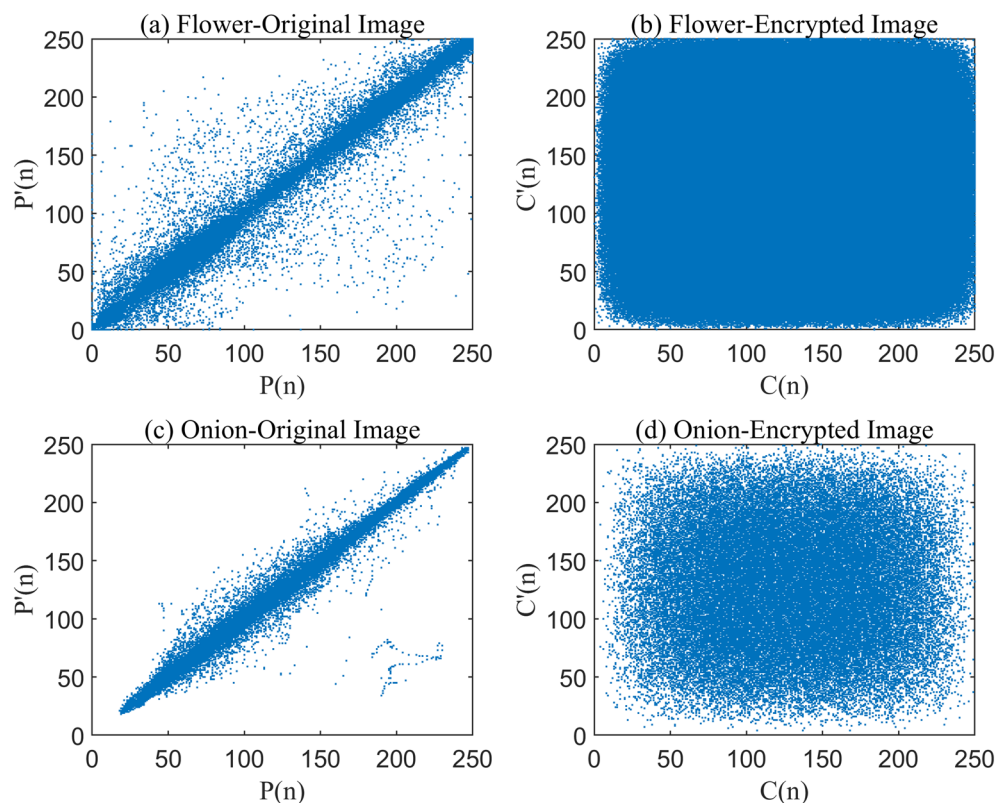 (a) Flower-Original Image
250
200
150
100
50
0
P'(n)
0 50 100 150 200 250
P(n)
(b) Flower-Encrypted Image
250
200
150
100
50
0
C'(n)
0 50 100 150 200 250
C(n)
(c) Onion-Original Image
250
200
150
100
50
0
P'(n)
0 50 100 150 200 250
P(n)
(d) Onion-Encrypted Image
250
200
150
100
50
0
C'(n)
0 50 100 150 200 250
C(n)